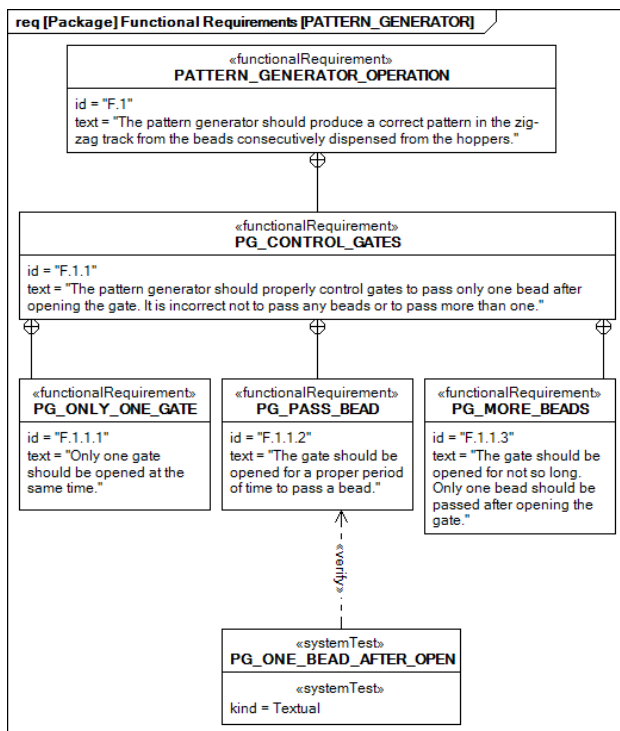 req [Package] Functional Requirements [PATTERN_GENERATOR]
«functionalRequirement»
PATTERN_GENERATOR_OPERATION
id = "F.1"
text = "The pattern generator should produce a correct pattern in the zig-
zag track from the beads consecutively dispensed from the hoppers."
«functionalRequirement»
PG_CONTROL_GATES
id = "F.1.1"
text = "The pattern generator should properly control gates to pass only one bead after
opening the gate. It is incorrect not to pass any beads or to pass more than one."
«functionalRequirement»
PG_ONLY_ONE_GATE
id = "F.1.1.1"
text = "Only one gate
should be opened at the
same time."
«functionalRequirement»
PG_PASS_BEAD
id = "F.1.1.2"
text = "The gate should be
opened for a proper period
of time to pass a bead."
«functionalRequirement»
PG_MORE_BEADS
id = "F.1.1.3"
text = "The gate should be
opened for not so long.
Only one bead should be
passed after opening the
gate."
«verify»
«systemTest»
PG_ONE_BEAD_AFTER_OPEN
«systemTest»
kind = Textual